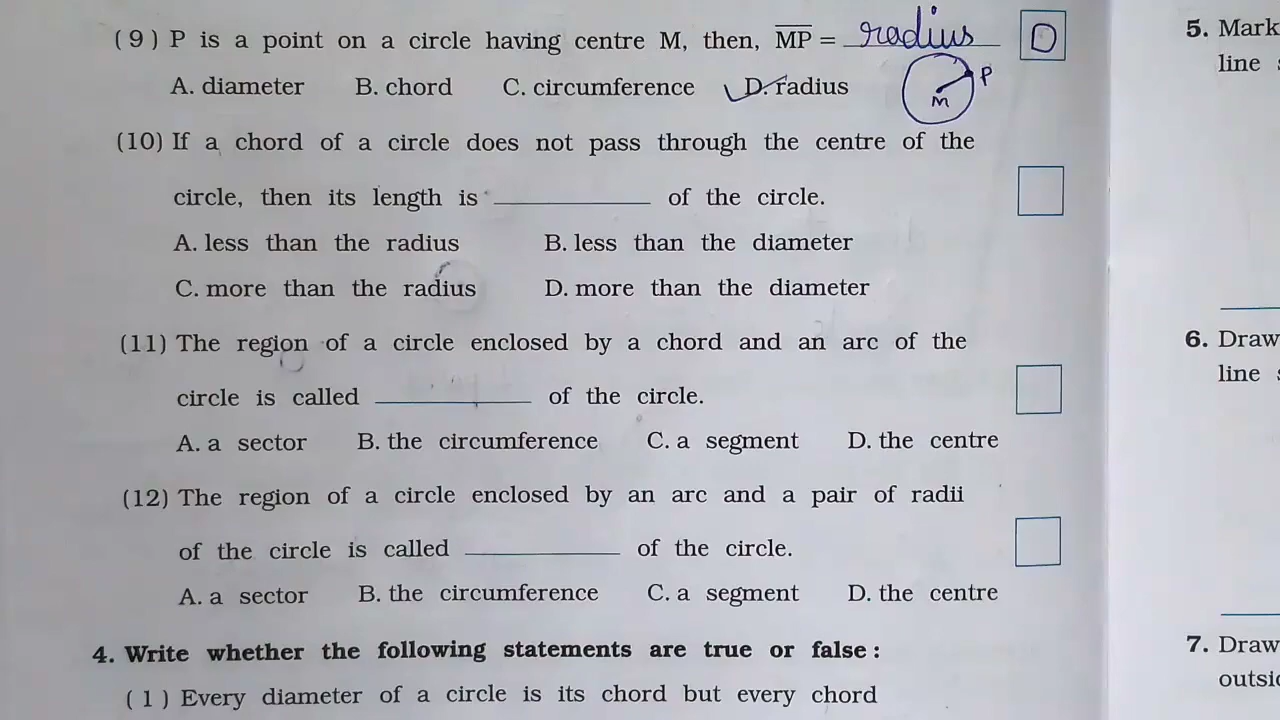 ( 9 ) P is a point on a circle having centre M, then, MP = radius D
A. diameter B. chord C. circumference D. radius
P
M
(10) If a chord of a circle does not pass through the centre of the
circle, then its length is ____________ of the circle.
A. less than the radius B. less than the diameter
C. more than the radius D. more than the diameter
(11) The region of a circle enclosed by a chord and an arc of the
circle is called ____________ of the circle.
A. a sector B. the circumference C. a segment D. the centre
(12) The region of a circle enclosed by an arc and a pair of radii
of the circle is called ____________ of the circle.
A. a sector B. the circumference C. a segment D. the centre
4. Write whether the following statements are true or false :
( 1 ) Every diameter of a circle is its chord but every chord
5. Mark
line
6. Draw
line
7. Draw
outsi